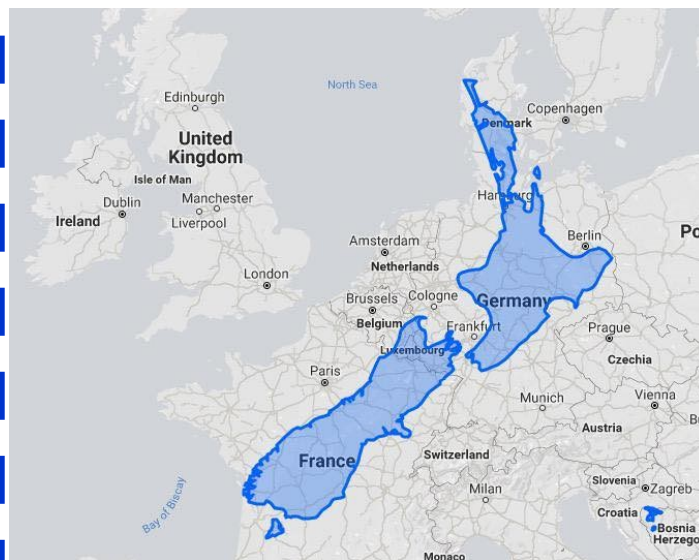 North Sea
Edinburgh
Copenhagen
Denmark
United
Kingdom
Isle of Man
Dublin
Manchester
Hamburg
Ireland
Liverpool
Berlin
Po
Amsterdam
Netherlands
London
Brussels
Cologne
Germany
Belgium
Frankfurt
Prague
Luxembourg
Czechia
Paris
Munich
Vienna
Austria
Switzerland
France
Slovenia
Zagreb
Milan
Bay of Biscay
Croatia
Bosnia
Herzeg
Monaco